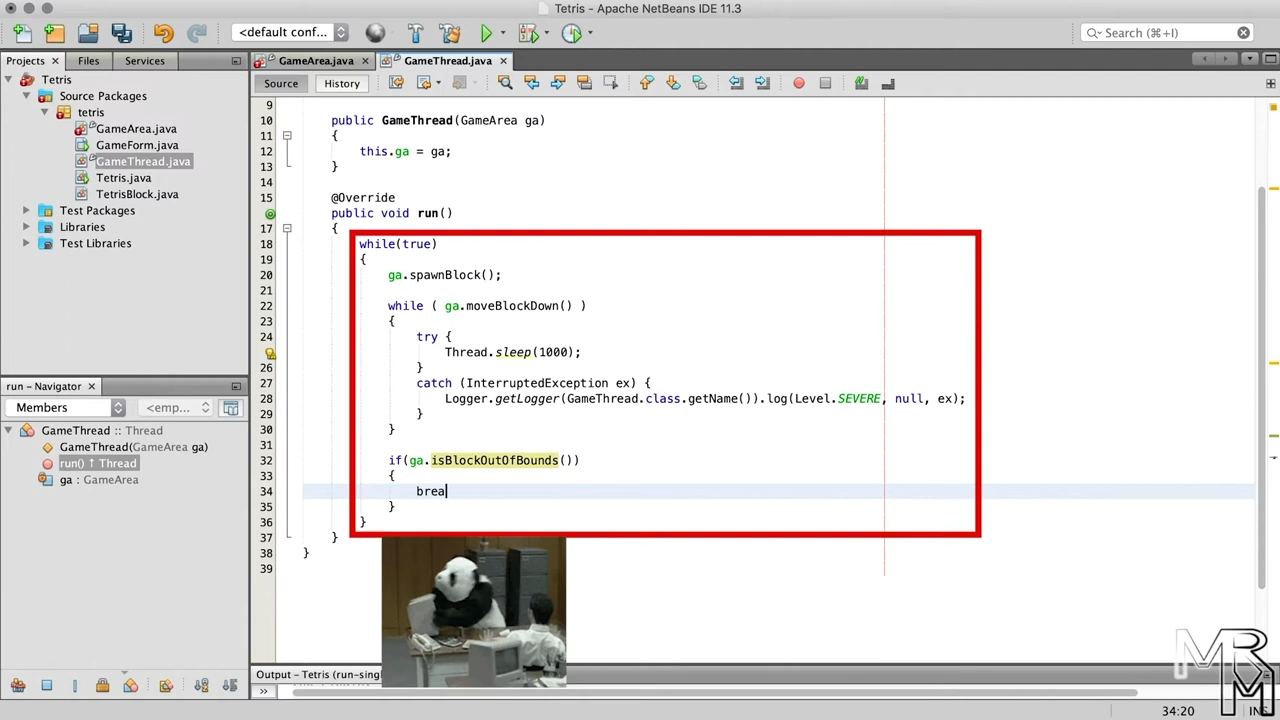 Tetris - Apache NetBeans IDE 11.3
<default conf...
Search (⌘+I)
Projects
Files
Services
GameArea.java
GameThread.java
Source
History
Tetris
Source Packages
tetris
GameArea.java
GameForm.java
GameThread.java
Tetris.java
TetrisBlock.java
Test Packages
Libraries
Test Libraries
run - Navigator
Members
<emp...
GameThread :: Thread
GameThread(GameArea ga)
run() ↑ Thread
ga : GameArea
9
10 public GameThread(GameArea ga)
11 {
12 this.ga = ga;
13 }
14
15 @Override
public void run()
17 {
18 while(true)
19 {
20 ga.spawnBlock();
21
22 while ( ga.moveBlockDown() )
23 {
24 try {
Thread.sleep(1000);
26 }
27 catch (InterruptedException ex) {
28 Logger.getLogger(GameThread.class.getName()).log(Level.SEVERE, null, ex);
29 }
30 }
31
32 if(ga.isBlockOutOfBounds())
33 {
34 brea
35 }
36 }
37 }
38 }
39
Output - Tetris (run-singl
34:20
INS
MRM